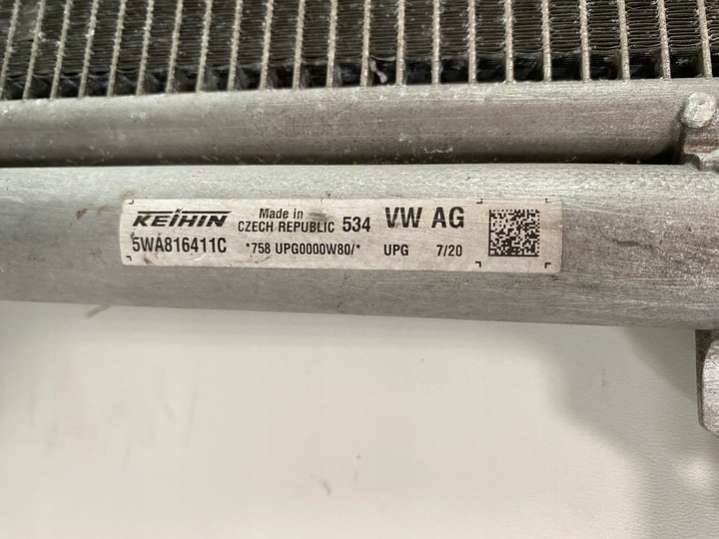 KEIHIN Made in CZECH REPUBLIC 534 VW AG
5WA816411C *758 UPG0000W80/* UPG 7/20